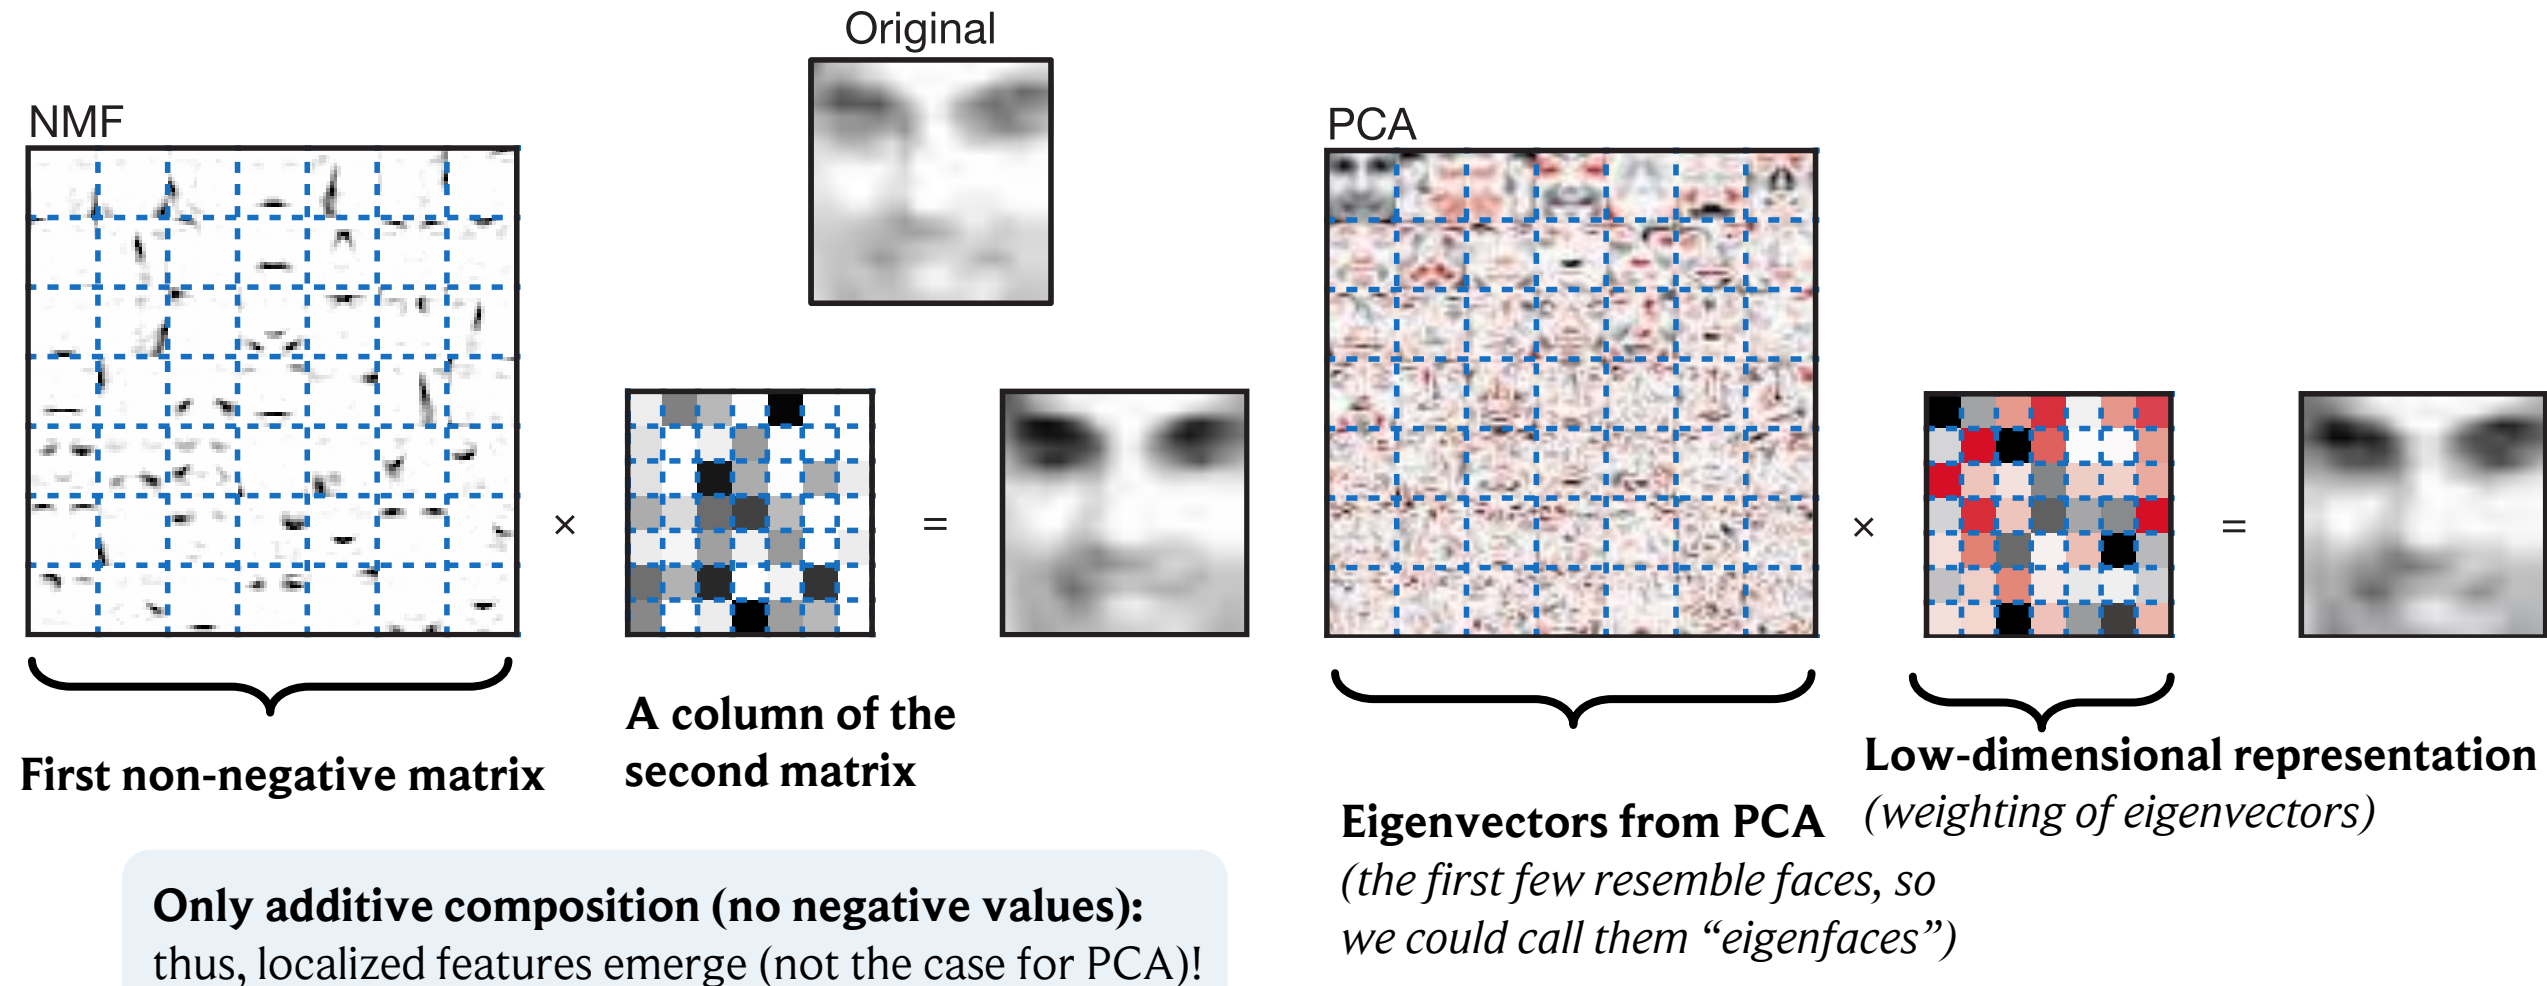 Original
NMF
PCA
×
=
×
=
First non-negative matrix
A column of the
second matrix
Only additive composition (no negative values):
thus, localized features emerge (not the case for PCA)!
Eigenvectors from PCA
(the first few resemble faces, so
we could call them “eigenfaces”)
Low-dimensional representation
(weighting of eigenvectors)